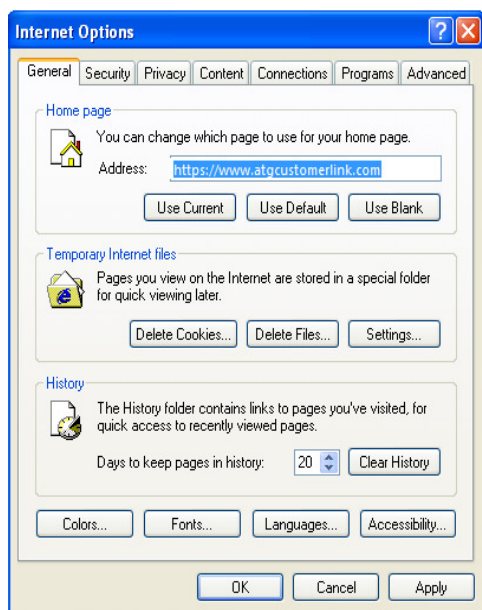 Internet Options
General Security Privacy Content Connections Programs Advanced
Home page
You can change which page to use for your home page.
Address: https://www.atgcustomerlink.com
Use Current Use Default Use Blank
Temporary Internet files
Pages you view on the Internet are stored in a special folder
for quick viewing later.
Delete Cookies... Delete Files... Settings...
History
The History folder contains links to pages you've visited, for
quick access to recently viewed pages.
Days to keep pages in history: 20 Clear History
Colors... Fonts... Languages... Accessibility...
OK Cancel Apply